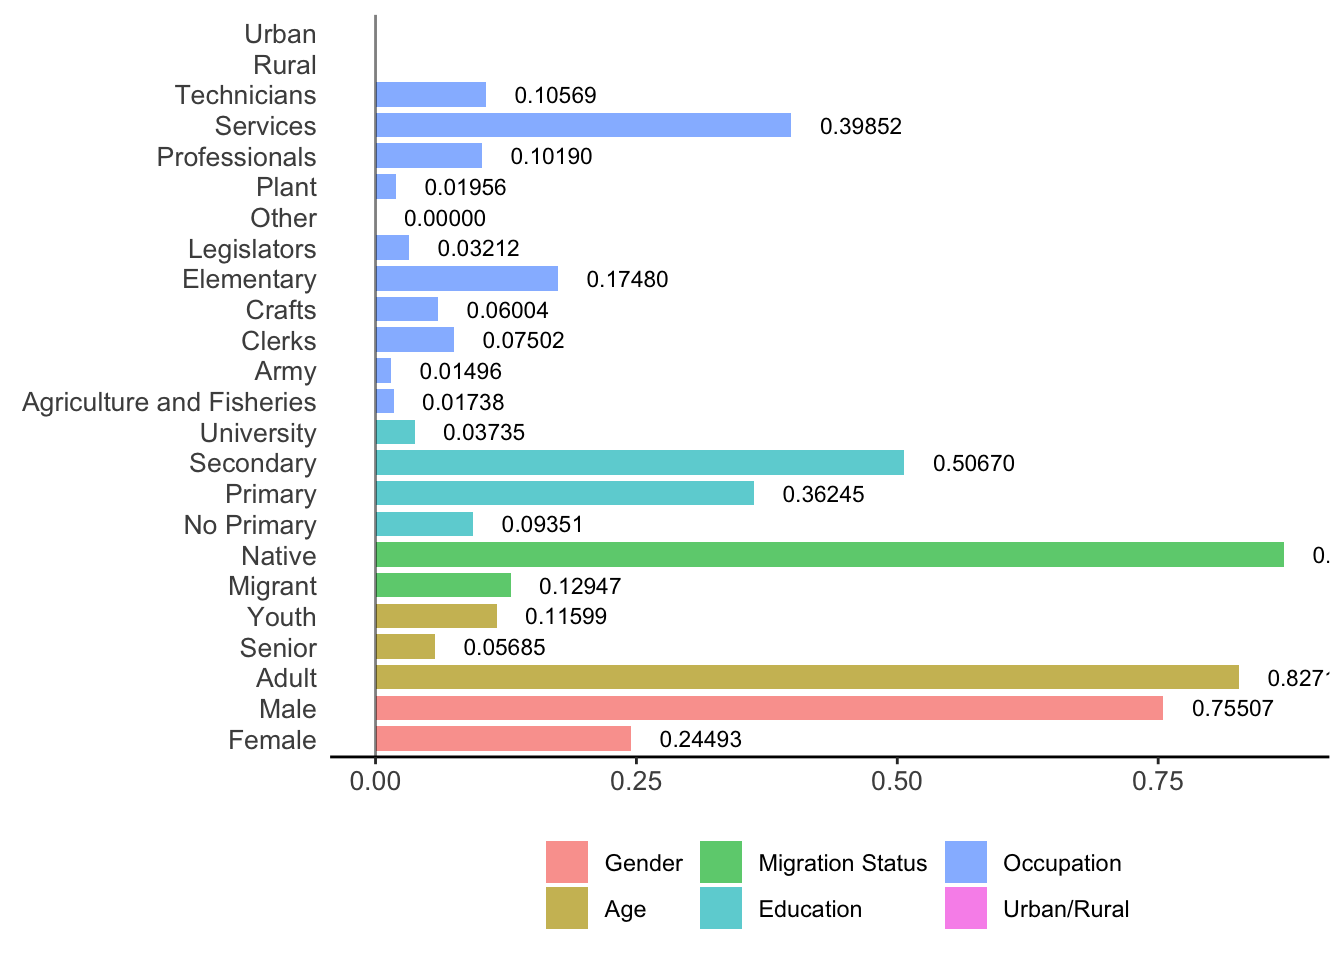 Urban
Rural
Technicians 0.10569
Services 0.39852
Professionals 0.10190
Plant 0.01956
Other 0.00000
Legislators 0.03212
Elementary 0.17480
Crafts 0.06004
Clerks 0.07502
Army 0.01496
Agriculture and Fisheries 0.01738
University 0.03735
Secondary 0.50670
Primary 0.36245
No Primary 0.09351
Native 0.
Migrant 0.12947
Youth 0.11599
Senior 0.05685
Adult 0.827
Male 0.75507
Female 0.24493
0.00 0.25 0.50 0.75
Gender Migration Status Occupation
Age Education Urban/Rural